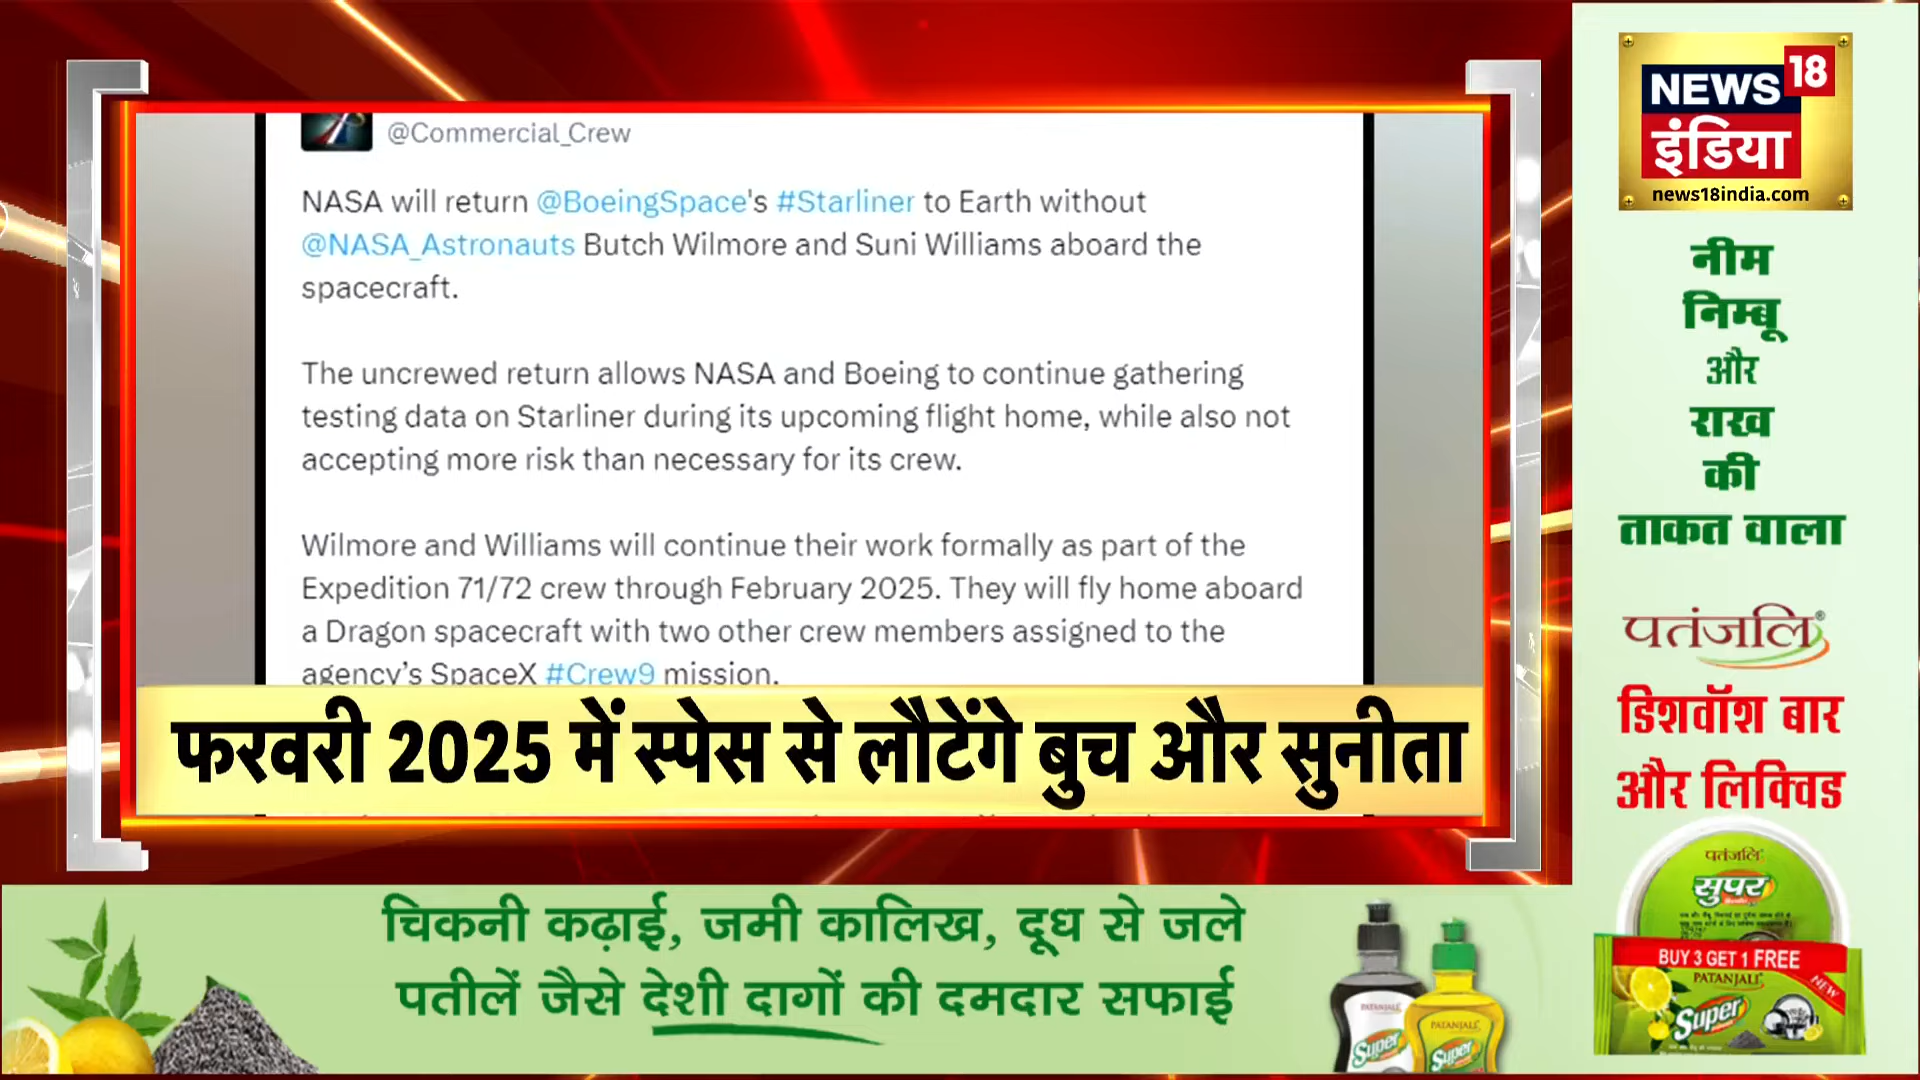 @Commercial_Crew
NASA will return @BoeingSpace's #Starliner to Earth without
@NASA_Astronauts Butch Wilmore and Suni Williams aboard the
spacecraft.
The uncrewed return allows NASA and Boeing to continue gathering
testing data on Starliner during its upcoming flight home, while also not
accepting more risk than necessary for its crew.
Wilmore and Williams will continue their work formally as part of the
Expedition 71/72 crew through February 2025. They will fly home aboard
a Dragon spacecraft with two other crew members assigned to the
agency's SpaceX #Crew9 mission.
फरवरी 2025 में स्पेस से लौटेंगे बुच और सुनीता
NEWS 18
इंडिया
news18india.com
नीम
निम्बू
और
राख
की
ताकत वाला
पतंजलि®
डिशवॉश बार
और लिक्विड
पतंजलि
सुपर
BUY 3 GET 1 FREE
PATANJALI
NEW
Super
चिकनी कढ़ाई, जमी कालिख, दूध से जले
पतीलें जैसे देशी दागों की दमदार सफाई
PATANJALI
Super
PATANJALI
Super